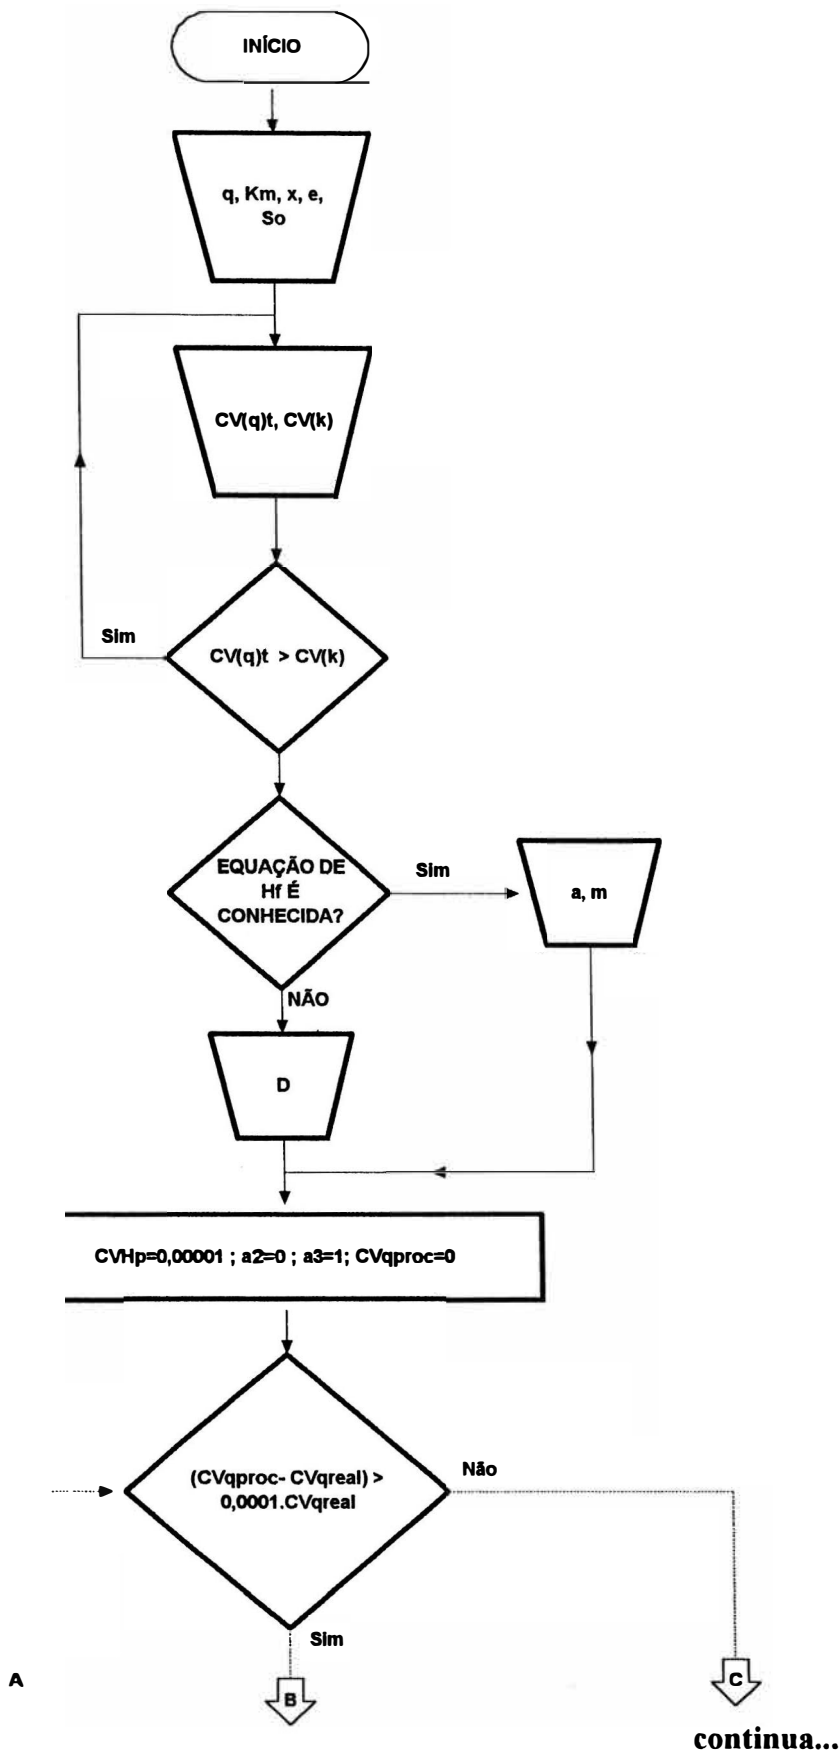 INÍCIO
q, Km, x, e,
So
CV(q)t, CV(k)
Sim
CV(q)t > CV(k)
EQUAÇÃO DE
Hf É
CONHECIDA?
Sim
a, m
NÃO
D
CVHp=0,00001 ; a2=0 ; a3=1; CVqproc=0
(CVqproc- CVqreal) >
0,0001.CVqreal
Não
Sim
A
B
C
continua...